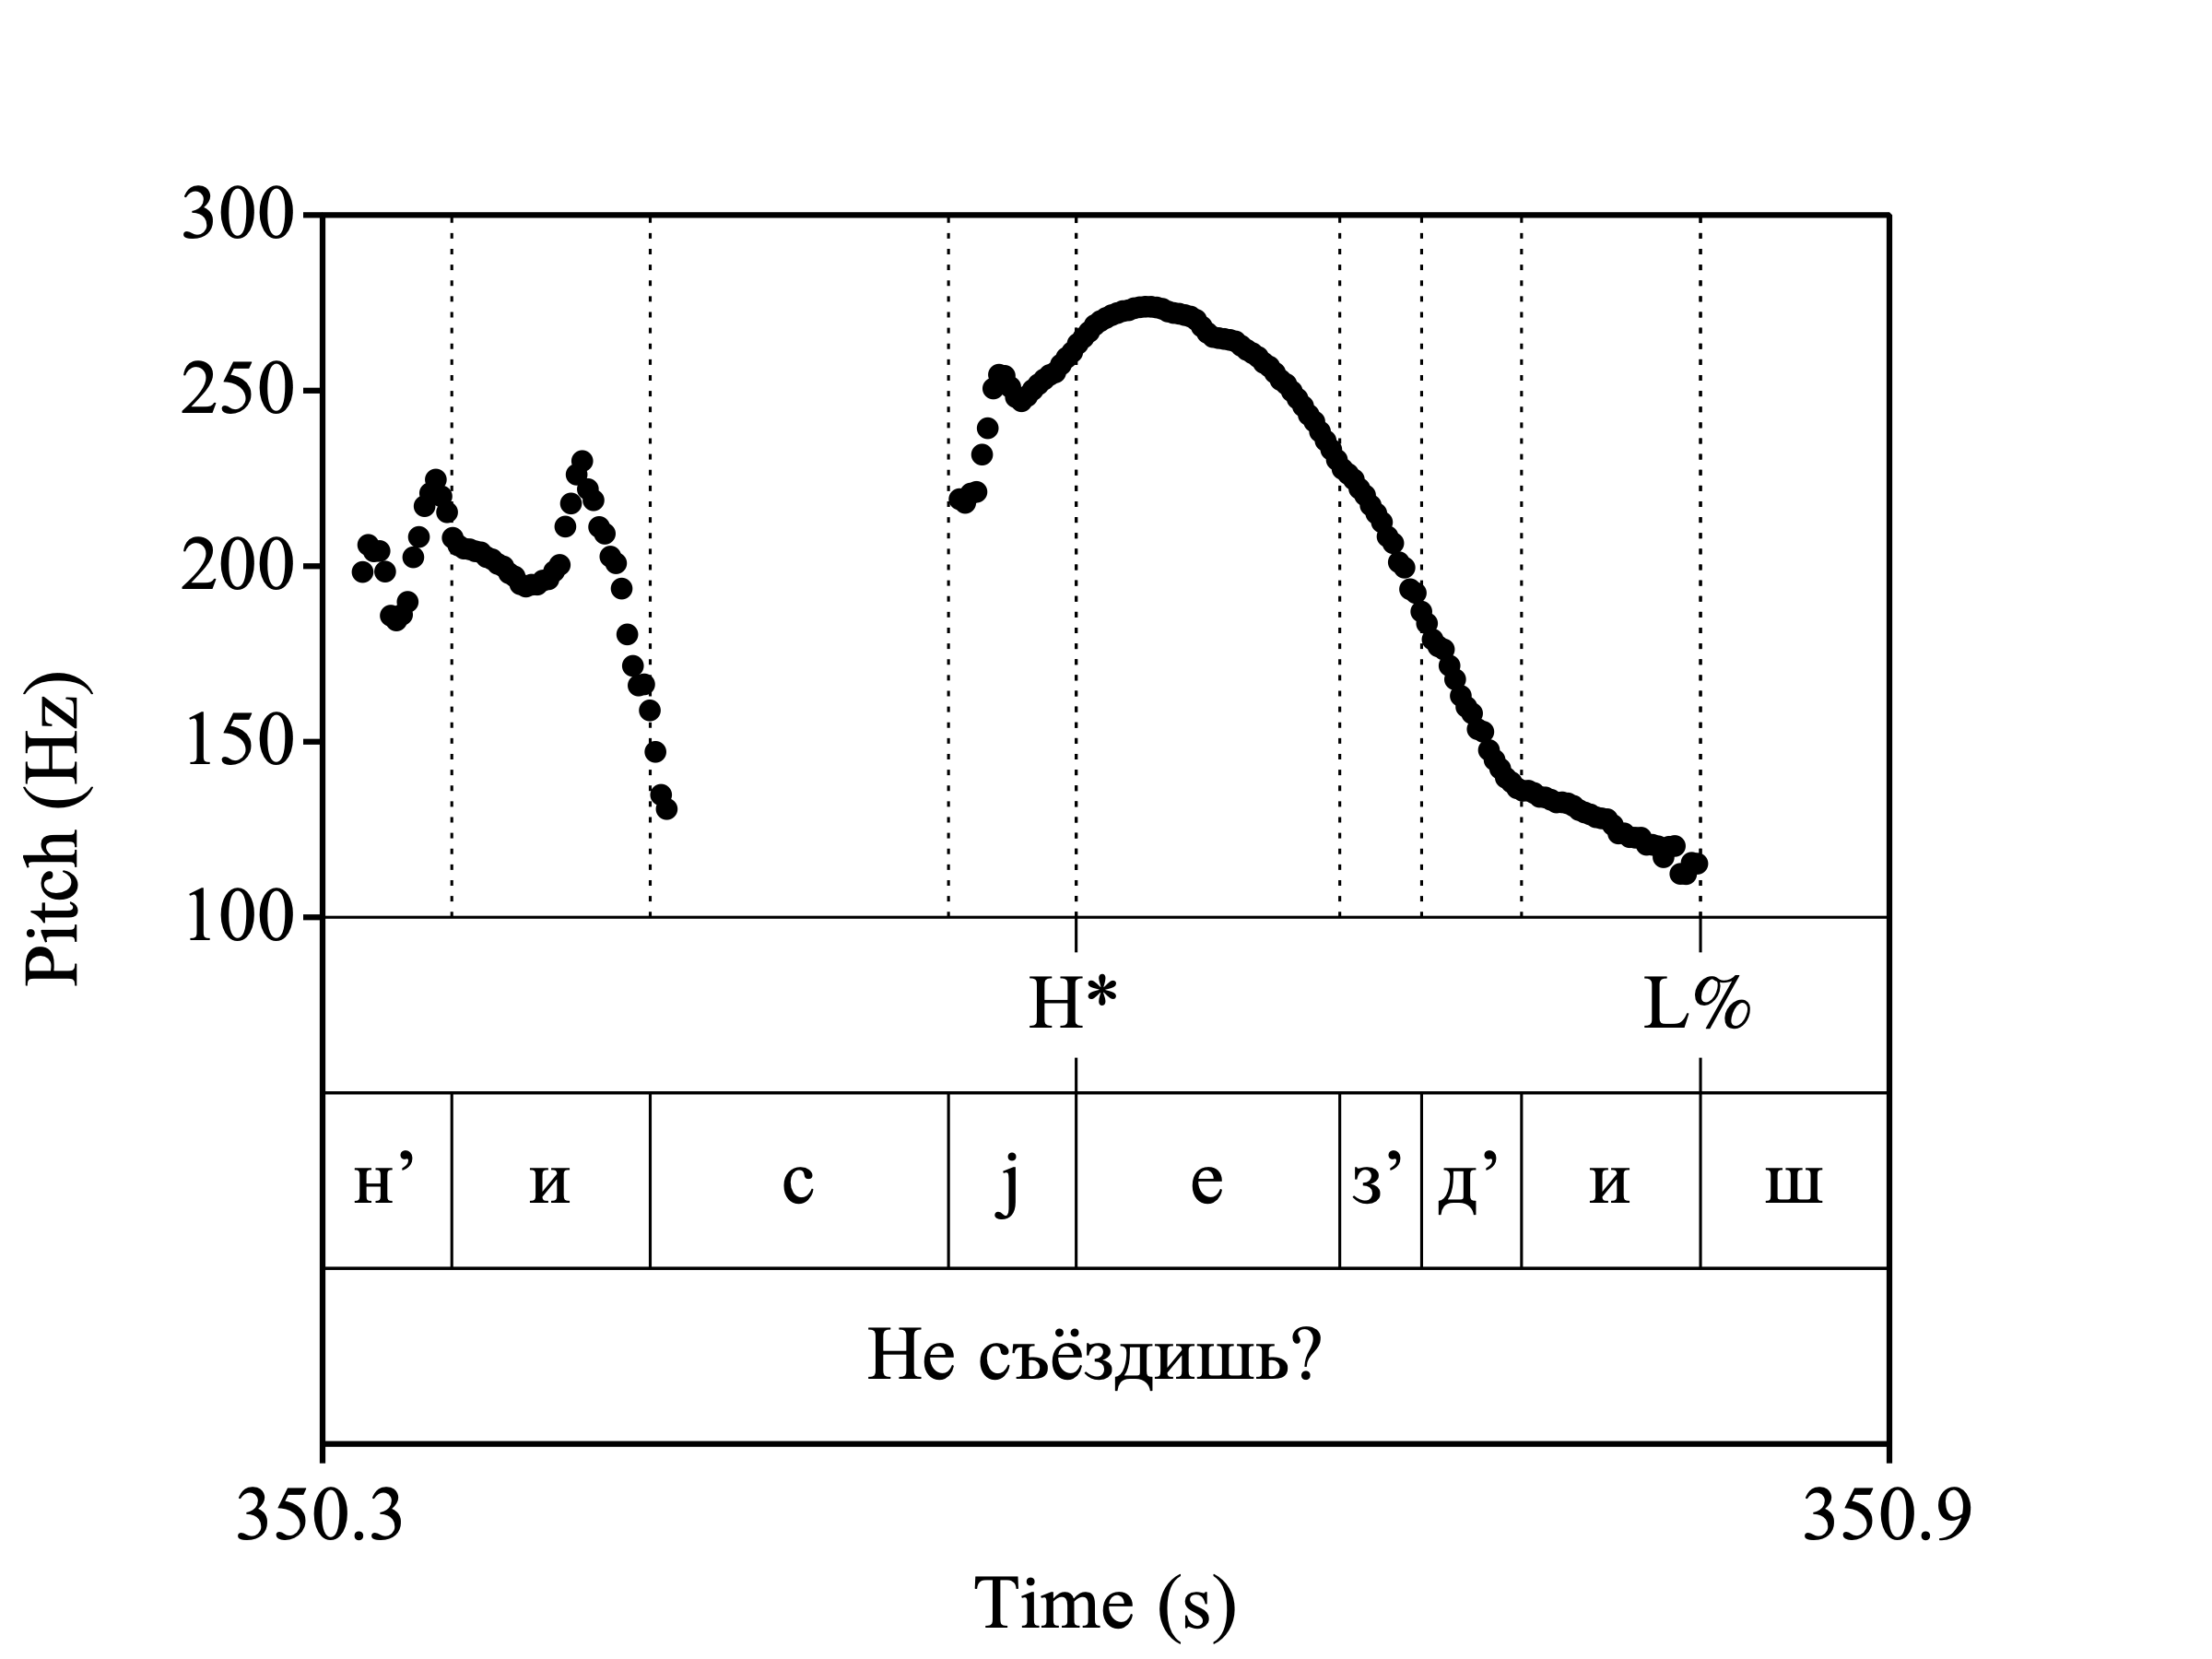 300
250
200
150
100
Pitch (Hz)
H* L%
н’ и с j е з’ д’ и ш
Не съёздишь?
350.3 350.9
Time (s)